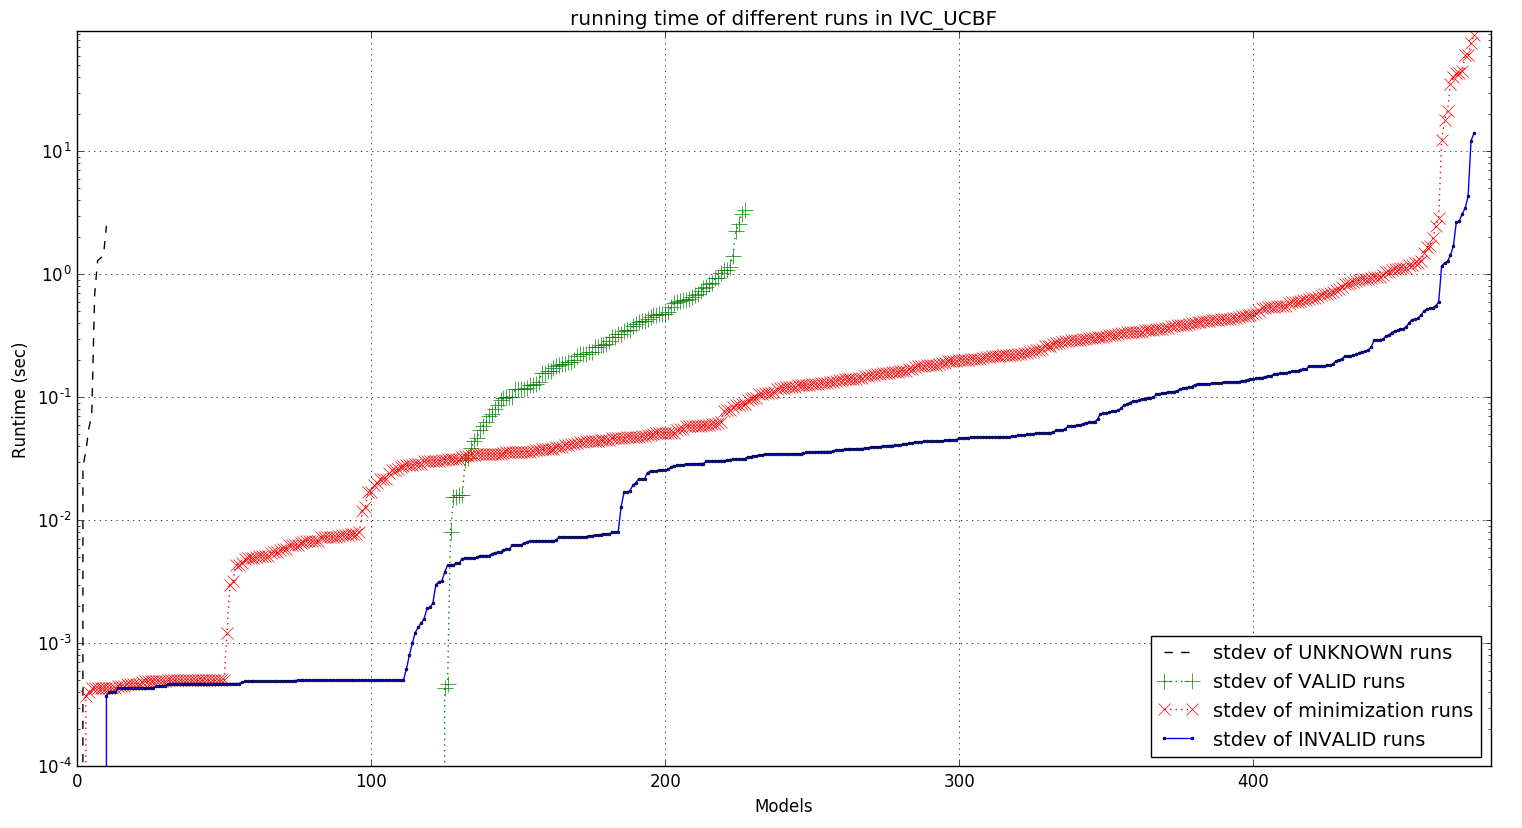 running time of different runs in IVC_UCBF
Runtime (sec)
10^1
10^0
10^-1
10^-2
10^-3
10^-4
0
100
200
300
400
Models
stdev of UNKNOWN runs
stdev of VALID runs
stdev of minimization runs
stdev of INVALID runs